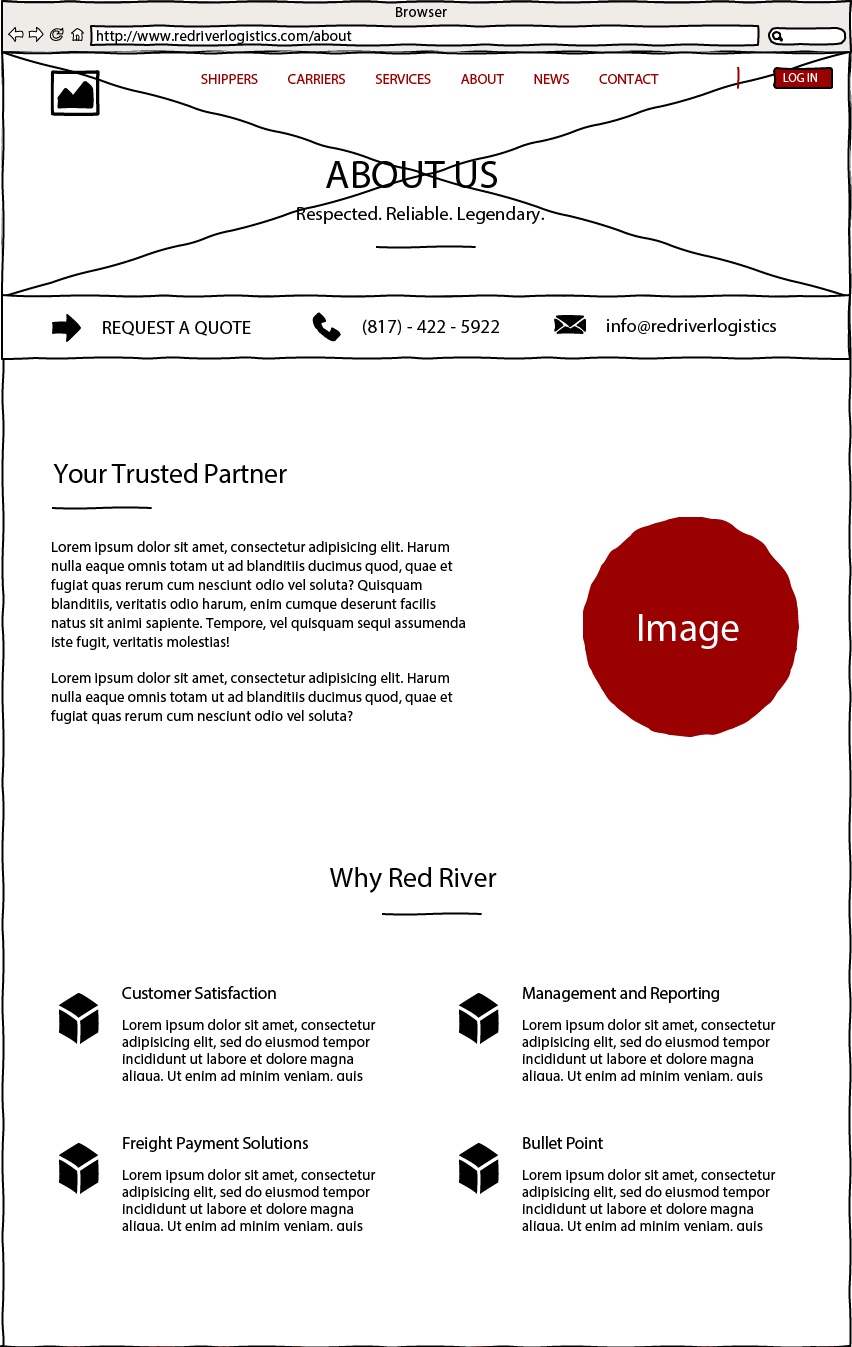 Browser
http://www.redriverlogistics.com/about
SHIPPERS CARRIERS SERVICES ABOUT NEWS CONTACT LOG IN
ABOUT US
Respected. Reliable. Legendary.
REQUEST A QUOTE (817) - 422 - 5922 info@redriverlogistics
Your Trusted Partner
Lorem ipsum dolor sit amet, consectetur adipisicing elit. Harum
nulla eaque omnis totam ut ad blanditiis ducimus quod, quae et
fugiat quas rerum cum nesciunt odio vel soluta? Quisquam
blanditiis, veritatis odio harum, enim cumque deserunt facilis
natus sit animi sapiente. Tempore, vel quisquam sequi assumenda
iste fugit, veritatis molestias!
Lorem ipsum dolor sit amet, consectetur adipisicing elit. Harum
nulla eaque omnis totam ut ad blanditiis ducimus quod, quae et
fugiat quas rerum cum nesciunt odio vel soluta?
Image
Why Red River
Customer Satisfaction
Lorem ipsum dolor sit amet, consectetur
adipisicing elit, sed do eiusmod tempor
incididunt ut labore et dolore magna
aliqua. Ut enim ad minim veniam, quis
Management and Reporting
Lorem ipsum dolor sit amet, consectetur
adipisicing elit, sed do eiusmod tempor
incididunt ut labore et dolore magna
aliqua. Ut enim ad minim veniam, quis
Freight Payment Solutions
Lorem ipsum dolor sit amet, consectetur
adipisicing elit, sed do eiusmod tempor
incididunt ut labore et dolore magna
aliqua. Ut enim ad minim veniam, quis
Bullet Point
Lorem ipsum dolor sit amet, consectetur
adipisicing elit, sed do eiusmod tempor
incididunt ut labore et dolore magna
aliqua. Ut enim ad minim veniam, quis